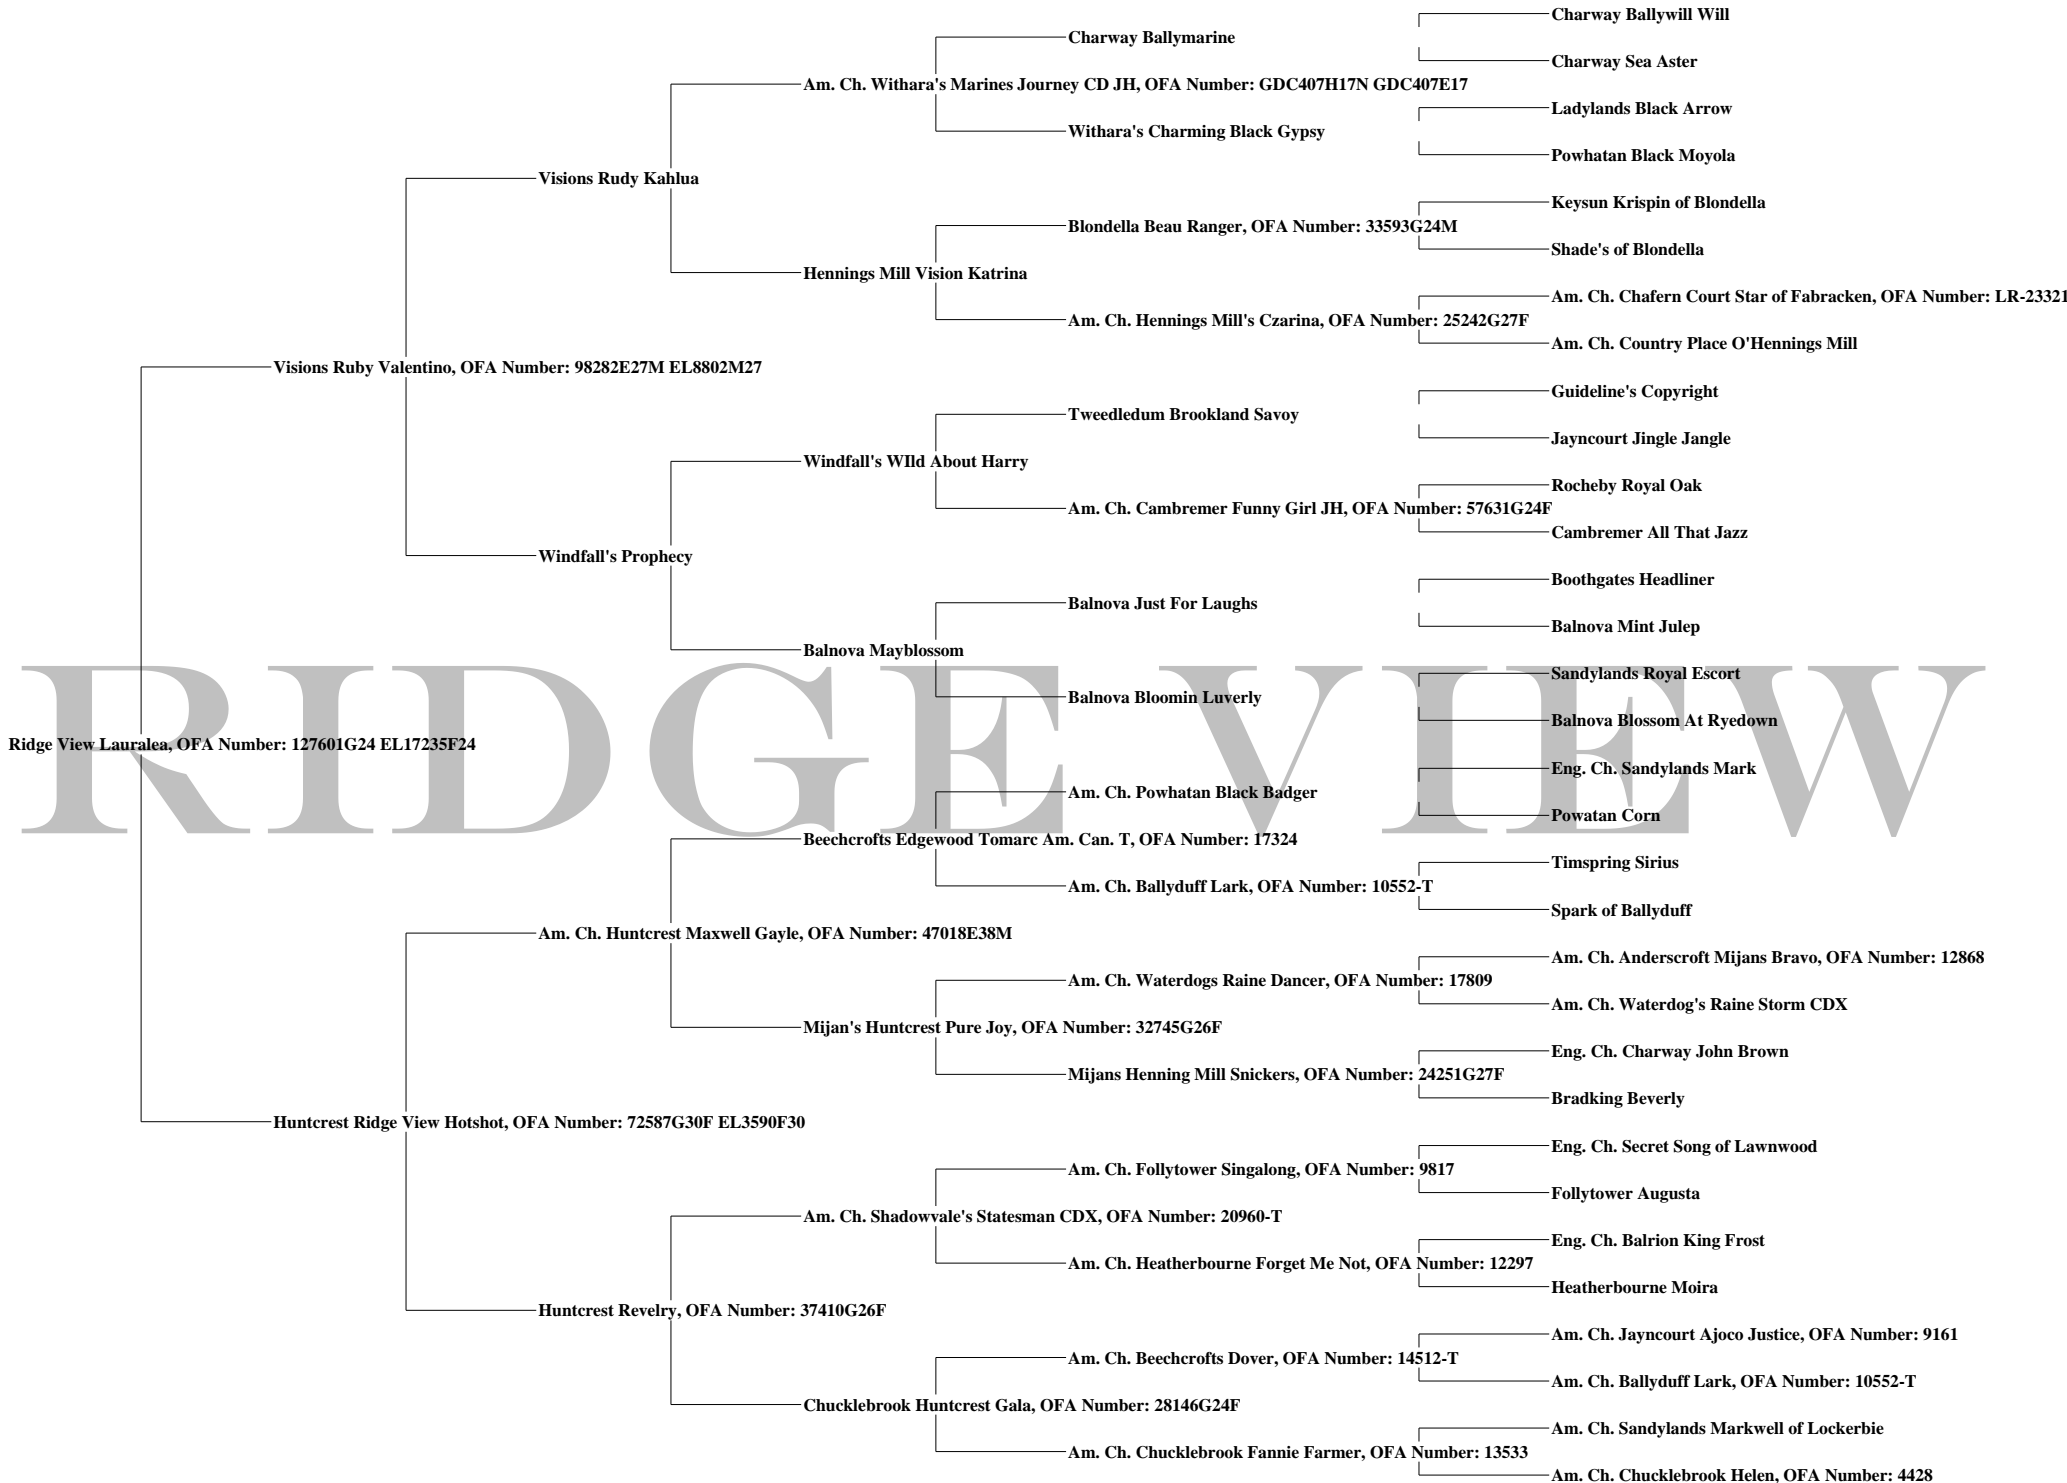 Charway Ballywill Will
Charway Ballymarine
Charway Sea Aster
Am. Ch. Withara's Marines Journey CD JH, OFA Number: GDC407H17N GDC407E17
Ladylands Black Arrow
Withara's Charming Black Gypsy
Powhatan Black Moyola
Visions Rudy Kahlua
Keysun Krispin of Blondella
Blondella Beau Ranger, OFA Number: 33593G24M
Shade's of Blondella
Hennings Mill Vision Katrina
Am. Ch. Chafern Court Star of Fabracken, OFA Number: LR-23321
Am. Ch. Hennings Mill's Czarina, OFA Number: 25242G27F
Am. Ch. Country Place O'Hennings Mill
Visions Ruby Valentino, OFA Number: 98282E27M EL8802M27
Guideline's Copyright
Tweedledum Brookland Savoy
Jayncourt Jingle Jangle
Windfall's WIld About Harry
Rocheby Royal Oak
Am. Ch. Cambremer Funny Girl JH, OFA Number: 57631G24F
Cambremer All That Jazz
Windfall's Prophecy
Boothgates Headliner
Balnova Just For Laughs
Balnova Mint Julep
Balnova Mayblossom
Sandylands Royal Escort
Balnova Bloomin Luverly
Balnova Blossom At Ryedown
RIDGE VIEW
Ridge View Lauralea, OFA Number: 127601G24 EL17235F24
Eng. Ch. Sandylands Mark
Am. Ch. Powhatan Black Badger
Powatan Corn
Beechcrofts Edgewood Tomarc Am. Can. T, OFA Number: 17324
Timspring Sirius
Am. Ch. Ballyduff Lark, OFA Number: 10552-T
Spark of Ballyduff
Am. Ch. Huntcrest Maxwell Gayle, OFA Number: 47018E38M
Am. Ch. Anderscroft Mijans Bravo, OFA Number: 12868
Am. Ch. Waterdogs Raine Dancer, OFA Number: 17809
Am. Ch. Waterdog's Raine Storm CDX
Mijan's Huntcrest Pure Joy, OFA Number: 32745G26F
Eng. Ch. Charway John Brown
Mijans Henning Mill Snickers, OFA Number: 24251G27F
Bradking Beverly
Huntcrest Ridge View Hotshot, OFA Number: 72587G30F EL3590F30
Eng. Ch. Secret Song of Lawnwood
Am. Ch. Follytower Singalong, OFA Number: 9817
Follytower Augusta
Am. Ch. Shadowvale's Statesman CDX, OFA Number: 20960-T
Eng. Ch. Balrion King Frost
Am. Ch. Heatherbourne Forget Me Not, OFA Number: 12297
Heatherbourne Moira
Huntcrest Revelry, OFA Number: 37410G26F
Am. Ch. Jayncourt Ajoco Justice, OFA Number: 9161
Am. Ch. Beechcrofts Dover, OFA Number: 14512-T
Am. Ch. Ballyduff Lark, OFA Number: 10552-T
Chucklebrook Huntcrest Gala, OFA Number: 28146G24F
Am. Ch. Sandylands Markwell of Lockerbie
Am. Ch. Chucklebrook Fannie Farmer, OFA Number: 13533
Am. Ch. Chucklebrook Helen, OFA Number: 4428